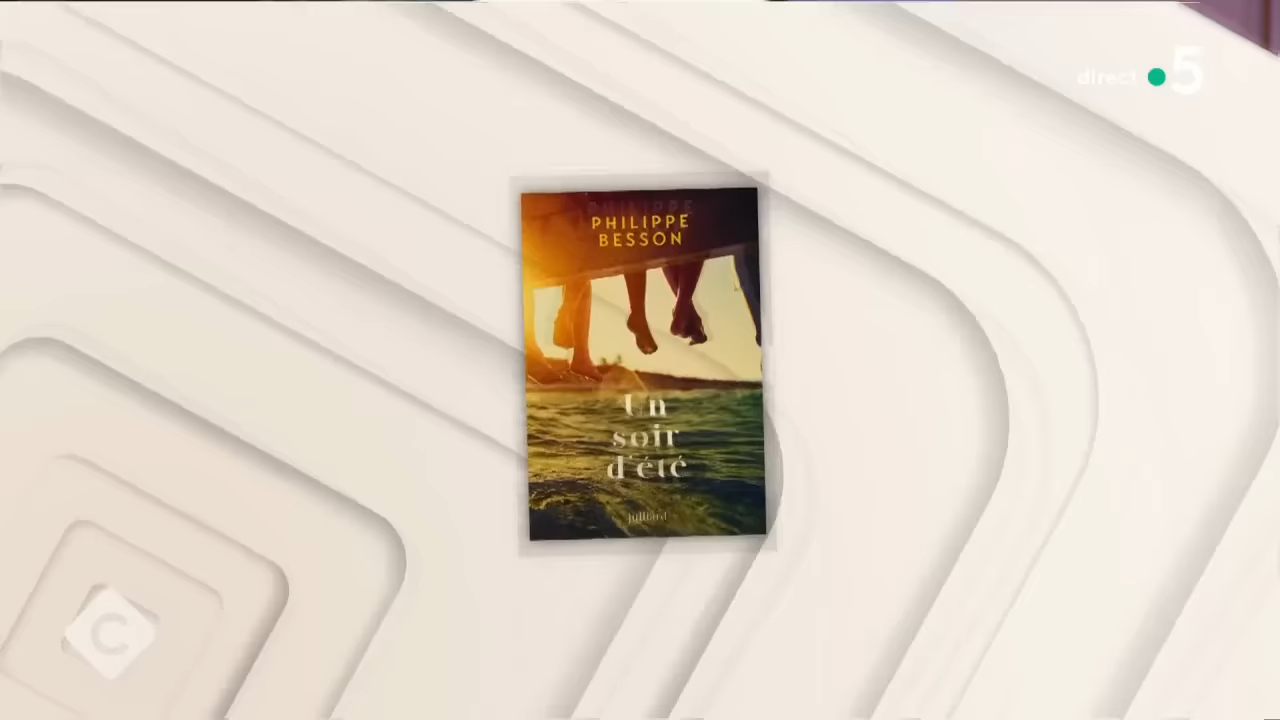 direct 5
PHILIPPE
BESSON
Un
soir
d'été
julliard
C